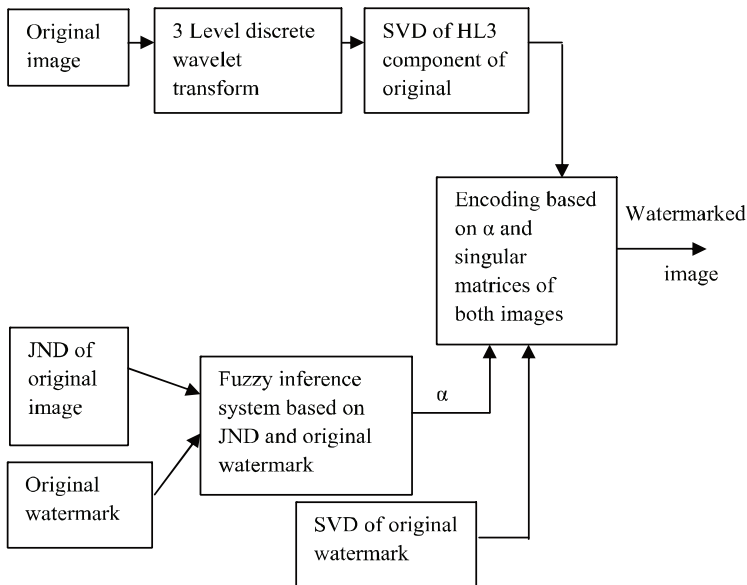 Original
image
3 Level discrete
wavelet
transform
SVD of HL3
component of
original
Encoding based
on α and
singular
matrices of
both images
Watermarked
image
JND of
original
image
Fuzzy inference
system based on
JND and original
watermark
α
Original
watermark
SVD of original
watermark